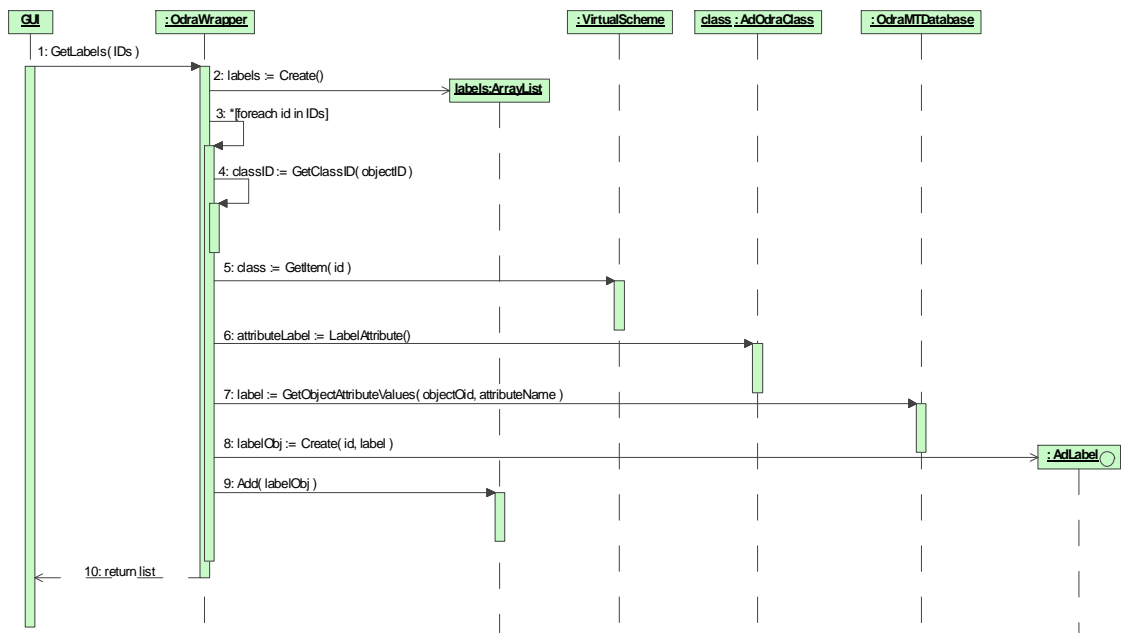 GUI
: OdraWrapper
: VirtualScheme
class : AdOdraClass
: OdraMTDatabase
1: GetLabels( IDs )
2: labels := Create()
labels:ArrayList
3: *[foreach id in IDs]
4: classID := GetClassID( objectID )
5: class := GetItem( id )
6: attributeLabel := LabelAttribute()
7: label := GetObjectAttributeValues( objectOid, attributeName )
8: labelObj := Create( id, label )
: AdLabel
9: Add( labelObj )
10: return list